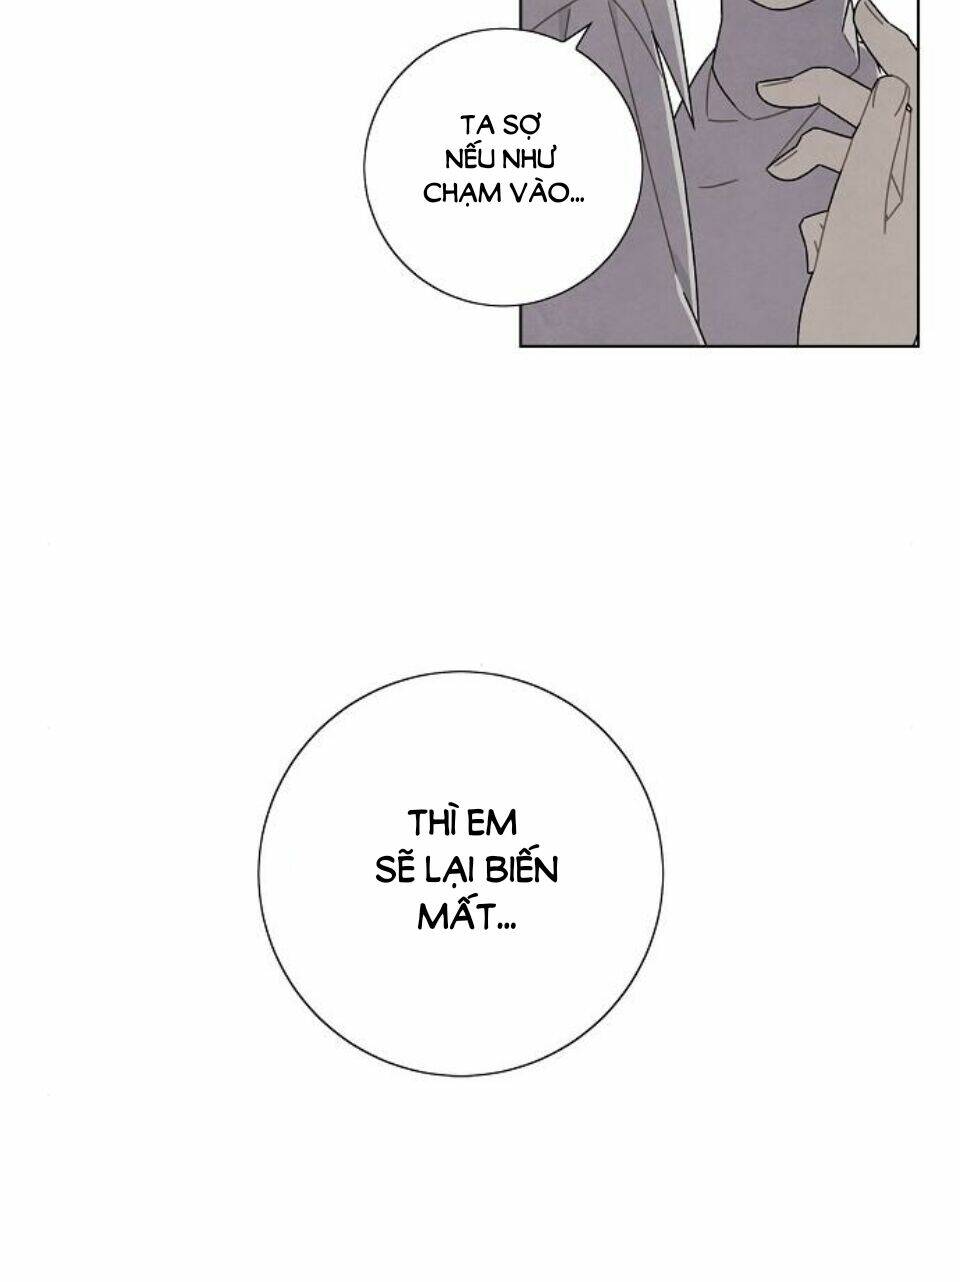 TA SỢ
NẾU NHƯ
CHẠM VÀO...
THÌ EM
SẼ LẠI BIẾN
MẤT...